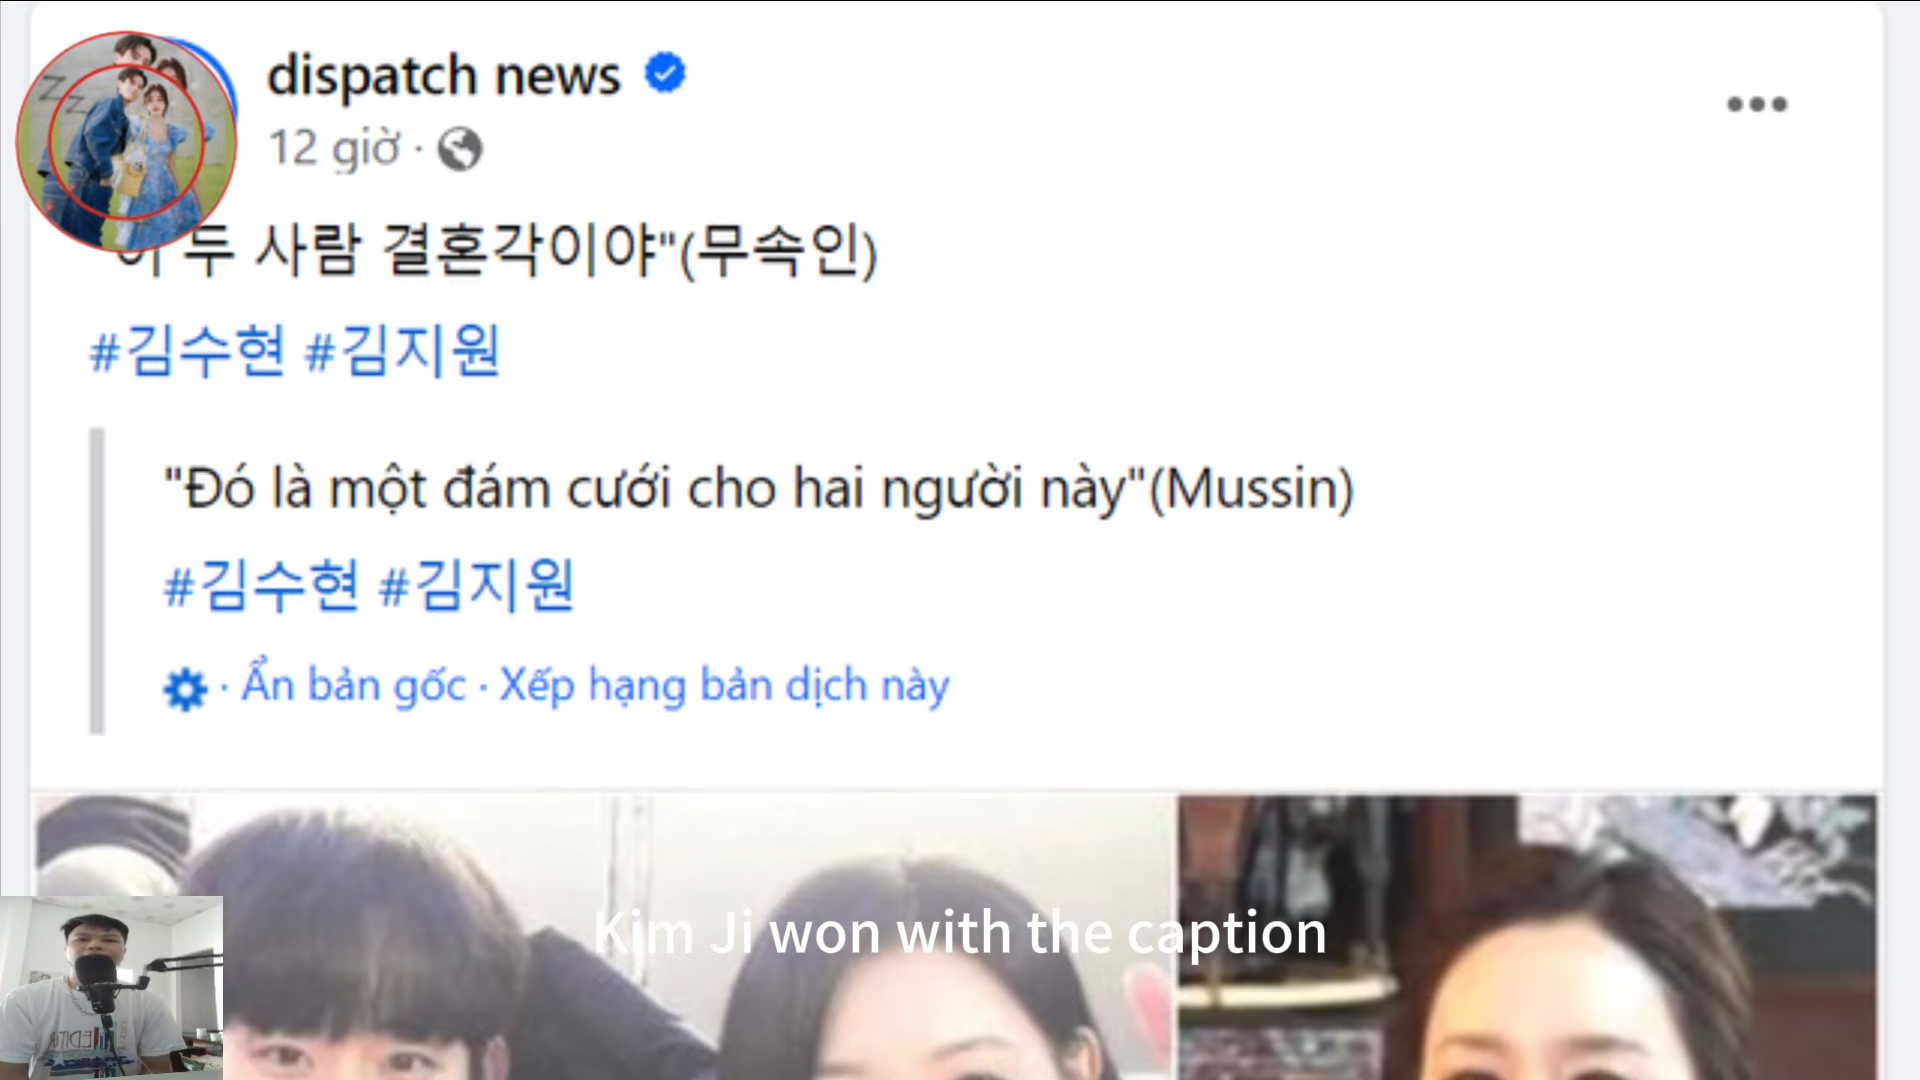 dispatch news
12 giờ ·
이 두 사람 결혼각이야"(무속인)
#김수현 #김지원
"Đó là một đám cưới cho hai người này"(Mussin)
#김수현 #김지원
· Ẩn bản gốc · Xếp hạng bản dịch này
Kim Ji won with the caption